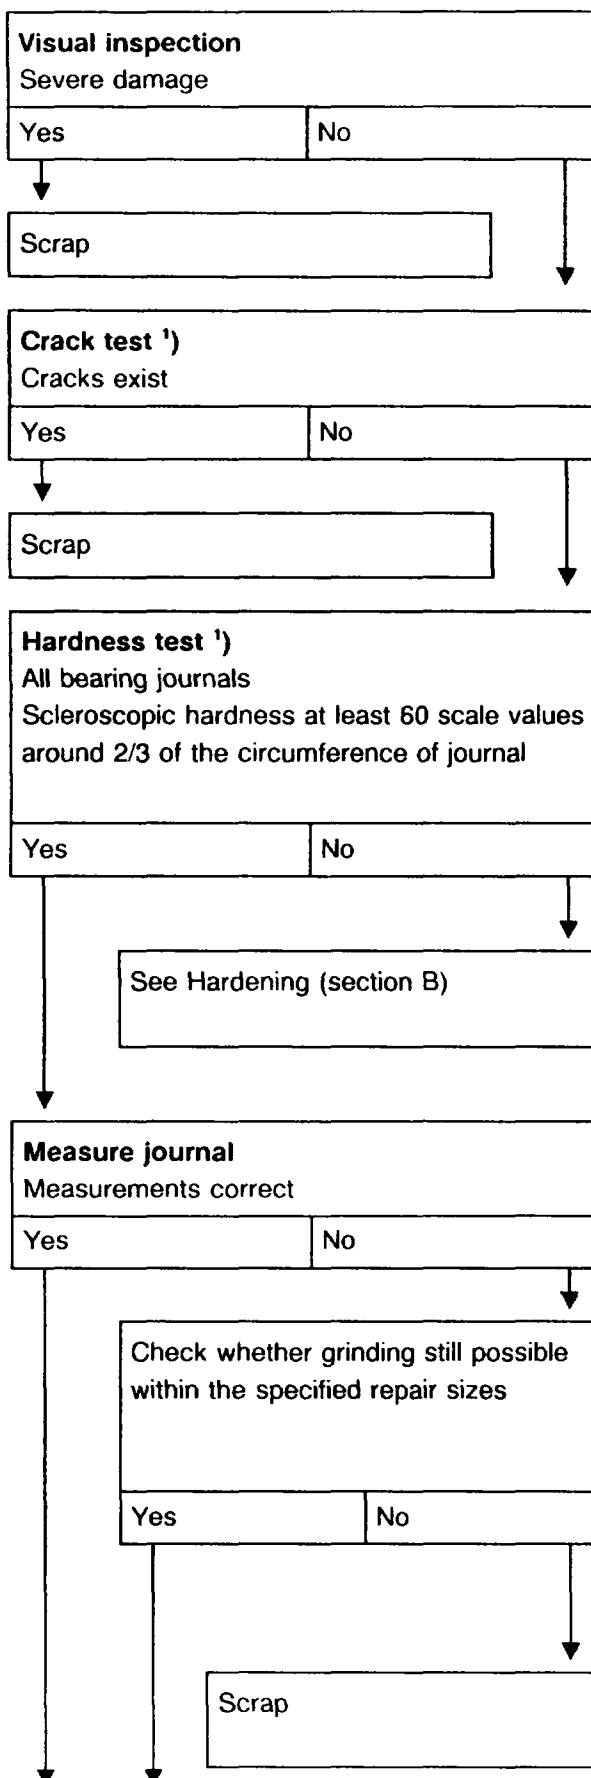 Visual inspection
Severe damage
Yes No
Scrap
Crack test ¹)
Cracks exist
Yes No
Scrap
Hardness test ¹)
All bearing journals
Scleroscopic hardness at least 60 scale values
around 2/3 of the circumference of journal
Yes No
See Hardening (section B)
Measure journal
Measurements correct
Yes No
Check whether grinding still possible
within the specified repair sizes
Yes No
Scrap